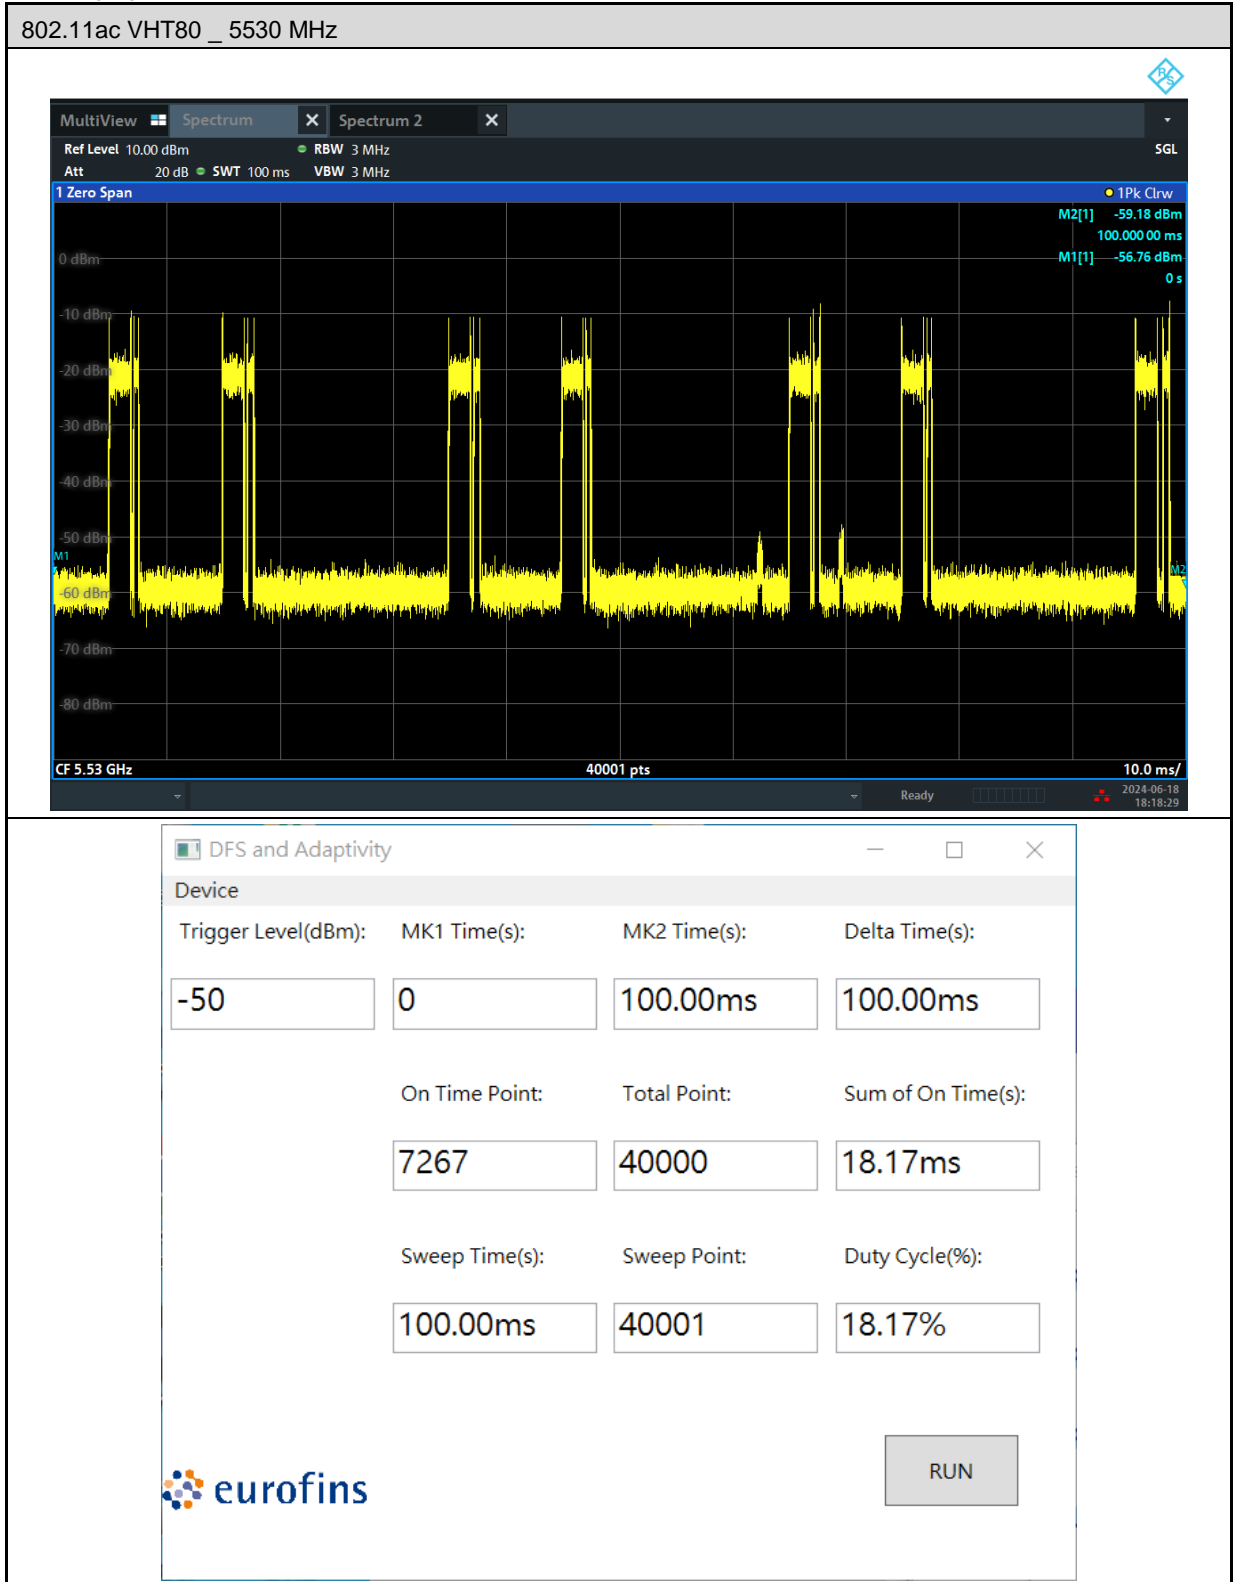 802.11ac VHT80 _ 5530 MHz
R&S
MultiView Spectrum X Spectrum 2 X
Ref Level 10.00 dBm RBW 3 MHz SGL
Att 20 dB SWT 100 ms VBW 3 MHz
1 Zero Span 1Pk Clrw
M2[1] -59.18 dBm
100.000 00 ms
0 dBm M1[1] -56.76 dBm
0 s
-10 dBm
-20 dBm
-30 dBm
-40 dBm
-50 dBm
M1
M2
-60 dBm
-70 dBm
-80 dBm
CF 5.53 GHz 40001 pts 10.0 ms/
Ready 2024-06-18
18:18:29
DFS and Adaptivity
Device
Trigger Level(dBm): MK1 Time(s): MK2 Time(s): Delta Time(s):
-50 0 100.00ms 100.00ms
On Time Point: Total Point: Sum of On Time(s):
7267 40000 18.17ms
Sweep Time(s): Sweep Point: Duty Cycle(%):
100.00ms 40001 18.17%
RUN
eurofins